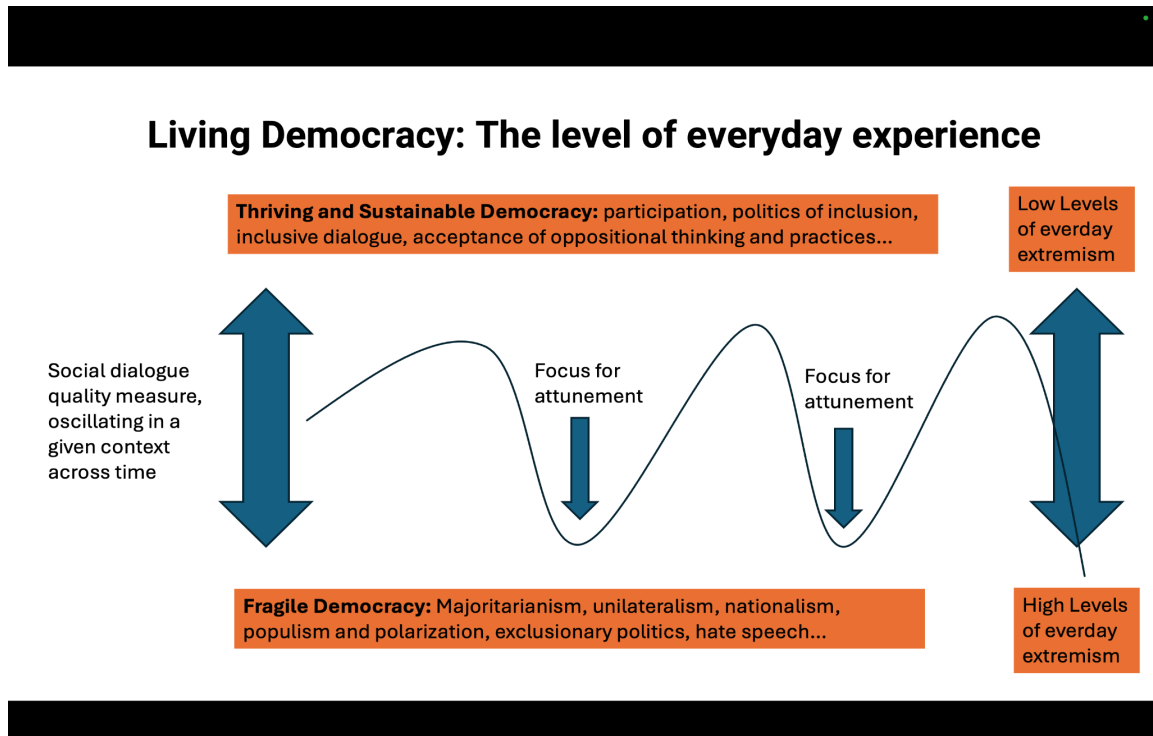 Living Democracy: The level of everyday experience
Thriving and Sustainable Democracy: participation, politics of inclusion,
inclusive dialogue, acceptance of oppositional thinking and practices...
Low Levels
of everday
extremism
Social dialogue
quality measure,
oscillating in a
given context
across time
Focus for
attunement
Focus for
attunement
Fragile Democracy: Majoritarianism, unilateralism, nationalism,
populism and polarization, exclusionary politics, hate speech...
High Levels
of everday
extremism